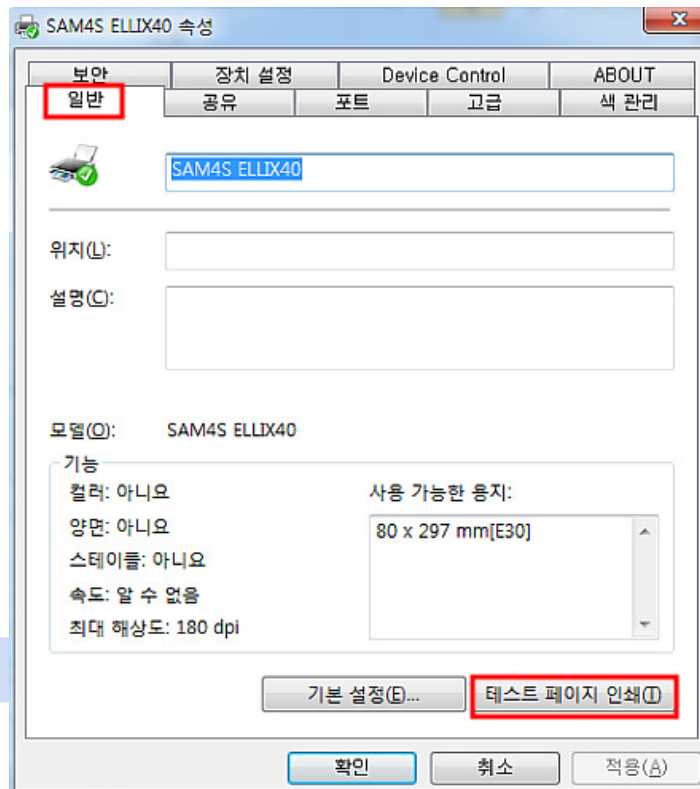 SAM4S ELLIX40 속성
보안 장치 설정 Device Control ABOUT
일반 공유 포트 고급 색 관리
SAM4S ELLIX40
위치(L):
설명(C):
모델(O): SAM4S ELLIX40
기능
컬러: 아니요 사용 가능한 용지:
양면: 아니요 80 x 297 mm[E30]
스테이플: 아니요
속도: 알 수 없음
최대 해상도: 180 dpi
기본 설정(E)... 테스트 페이지 인쇄(T)
확인 취소 적용(A)